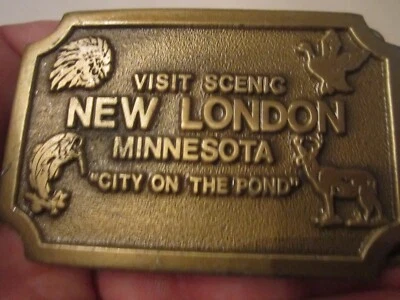 VISIT SCENIC
NEW LONDON
MINNESOTA
"CITY ON THE POND"